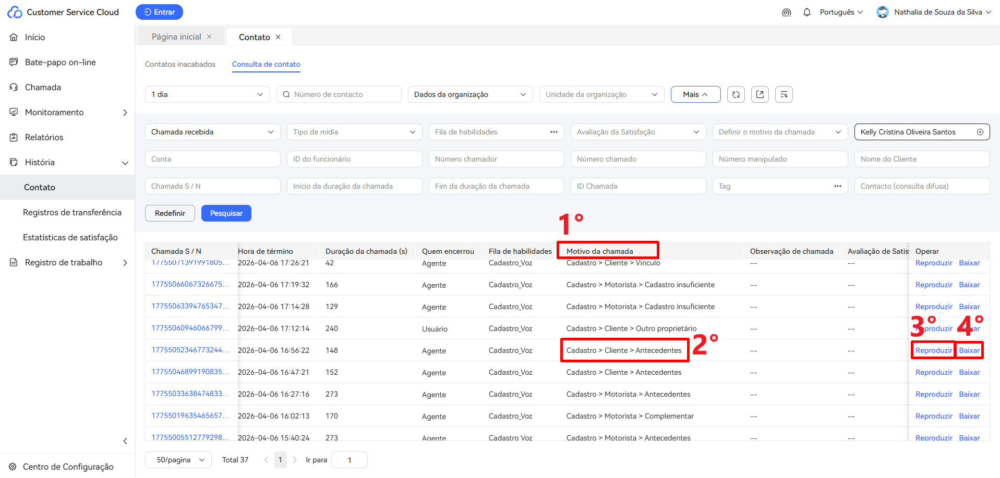 Customer Service Cloud
Entrar
Português
Nathalia de Souza da Silva
Início
Bate-papo on-line
Chamada
Monitoramento
Relatórios
História
Contato
Registros de transferência
Estatísticas de satisfação
Registro de trabalho
Centro de Configuração
Página inicial
Contato
Contatos inacabados
Consulta de contato
1 dia
Número de contacto
Dados da organização
Unidade da organização
Mais
Chamada recebida
Tipo de mídia
Fila de habilidades
Avaliação da Satisfação
Definir o motivo da chamada
Kelly Cristina Oliveira Santos
Conta
ID do funcionário
Número chamador
Número chamado
Número manipulado
Nome do Cliente
Chamada S / N
Início da duração da chamada
Fim da duração da chamada
ID Chamada
Tag
Contacto (consulta difusa)
Redefinir
Pesquisar
1°
Chamada S / N Hora de término Duração da chamada (s) Quem encerrou Fila de habilidades Motivo da chamada Observação de chamada Avaliação de Satis Operar
17755071391991805... 2026-04-06 17:26:21 42 Agente Cadastro_Voz Cadastro > Cliente > Vinculo -- -- Reproduzir Baixar
17755066067326675... 2026-04-06 17:19:32 166 Agente Cadastro_Voz Cadastro > Motorista > Cadastro insuficiente -- -- Reproduzir Baixar
17755063394765347... 2026-04-06 17:14:28 129 Agente Cadastro_Voz Cadastro > Motorista > Cadastro insuficiente -- -- Reproduzir Baixar
3° 4°
17755060946066799... 2026-04-06 17:12:14 240 Usuário Cadastro_Voz Cadastro > Cliente > Outro proprietário -- -- Reproduzir Baixar
2°
17755052346773244... 2026-04-06 16:56:22 148 Agente Cadastro_Voz Cadastro > Cliente > Antecedentes -- -- Reproduzir Baixar
17755046899190835... 2026-04-06 16:47:21 152 Agente Cadastro_Voz Cadastro > Cliente > Antecedentes -- -- Reproduzir Baixar
17755033638474833... 2026-04-06 16:27:16 273 Agente Cadastro_Voz Cadastro > Motorista > Antecedentes -- -- Reproduzir Baixar
17755019635465657... 2026-04-06 16:02:13 170 Agente Cadastro_Voz Cadastro > Motorista > Complementar -- -- Reproduzir Baixar
17755005512779298... 2026-04-06 15:40:24 273 Agente Cadastro_Voz Cadastro > Motorista > Antecedentes -- -- Reproduzir Baixar
50/pagina Total 37 1 Ir para 1